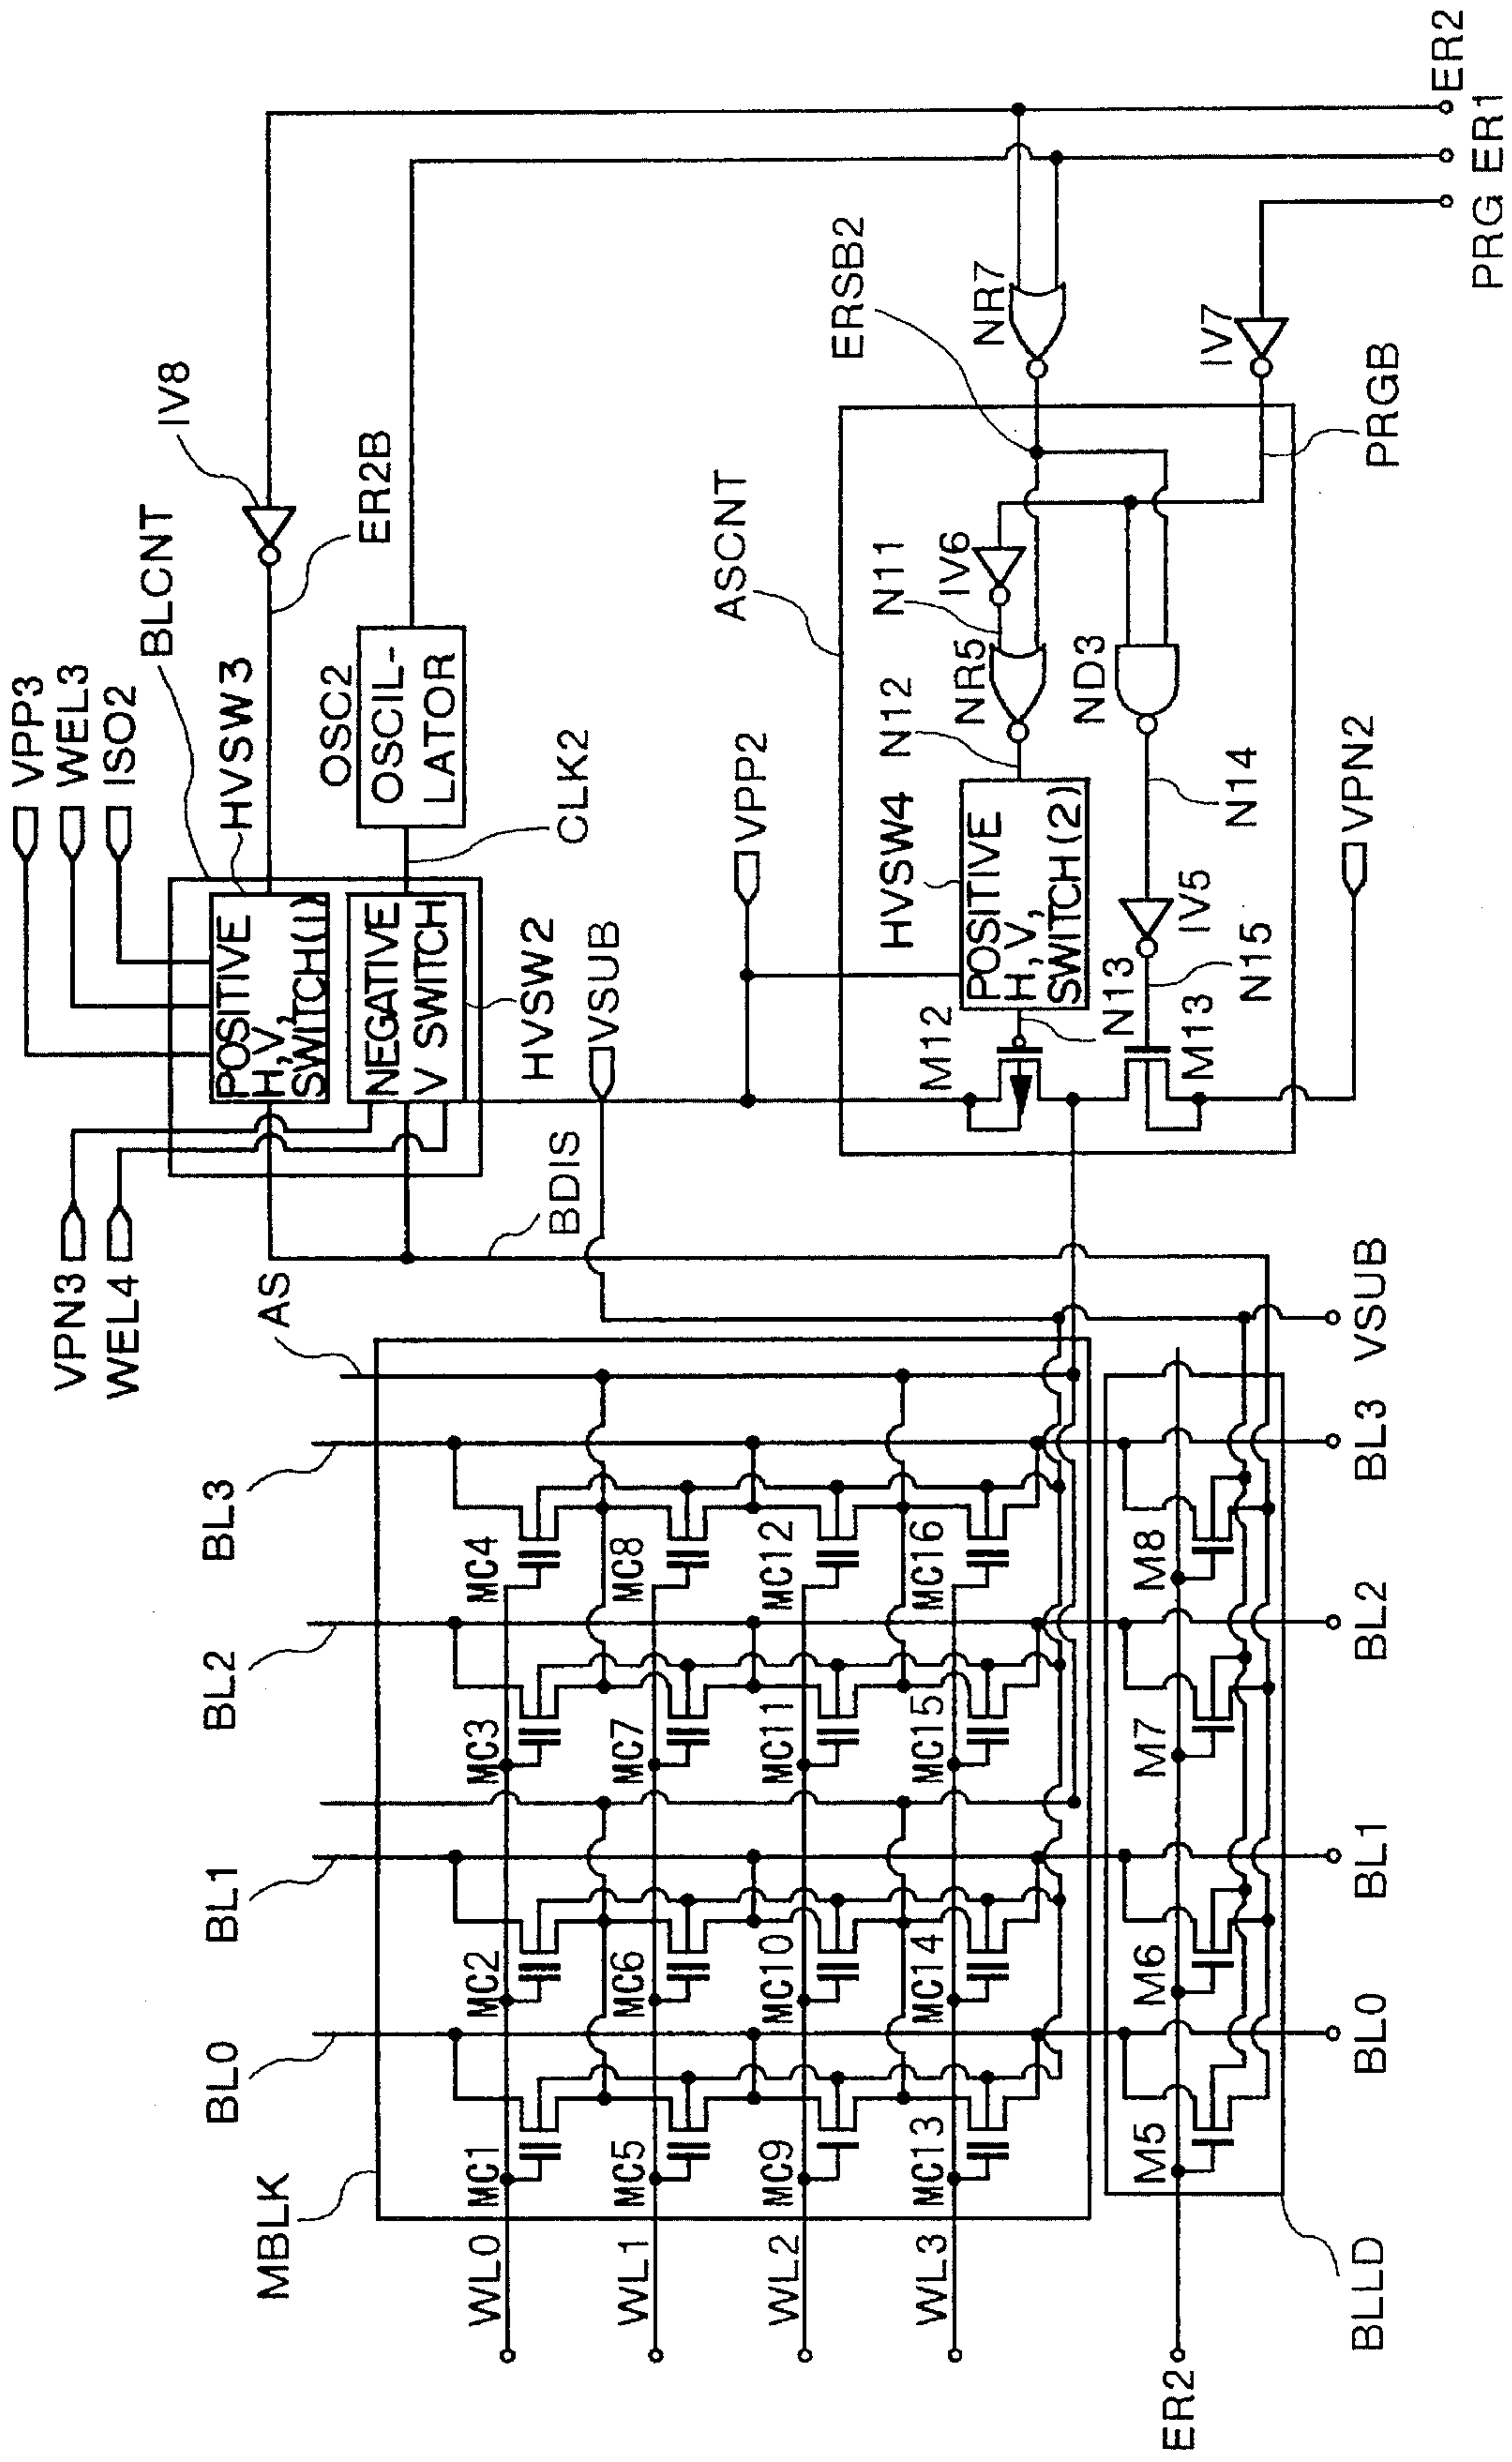 VPP3
WEL3
ISO2
BLCNT
IV8
HVSW3
ER2B
POSITIVE
H,V,
SWITCH(1)
NEGATIVE
V SWITCH
OSC2
OSCIL-
LATOR
CLK2
HVSW2
VSUB
VPN3
WEL4
BDIS
AS
VPP2
ASCNT
ERSB2
NR7
IV7
PRGB
PRG
ER1
ER2
HVSW4
POSITIVE
H,V,
SWITCH(2)
N12
NR5
N11
IV6
ND3
N14
VPN2
M12
N13
M13
IV5
N15
BL0
BL1
BL2
BL3
MBLK
WL0
MC1
MC2
MC3
MC4
WL1
MC5
MC6
MC7
MC8
WL2
MC9
MC10
MC11
MC12
WL3
MC13
MC14
MC15
MC16
ER2
M5
M6
M7
M8
BLLD
BL0
BL1
BL2
BL3
VSUB